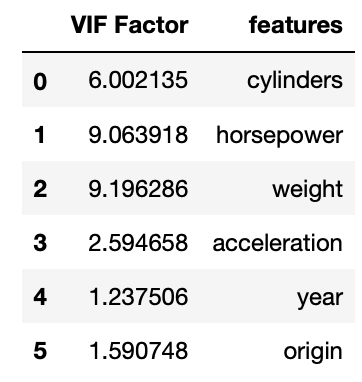 VIF Factor features
0 6.002135 cylinders
1 9.063918 horsepower
2 9.196286 weight
3 2.594658 acceleration
4 1.237506 year
5 1.590748 origin